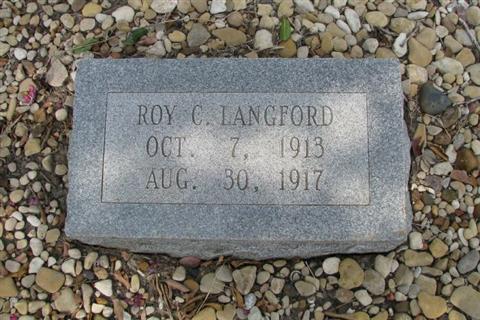 ROY C. LANGFORD
OCT. 7, 1913
AUG. 30, 1917